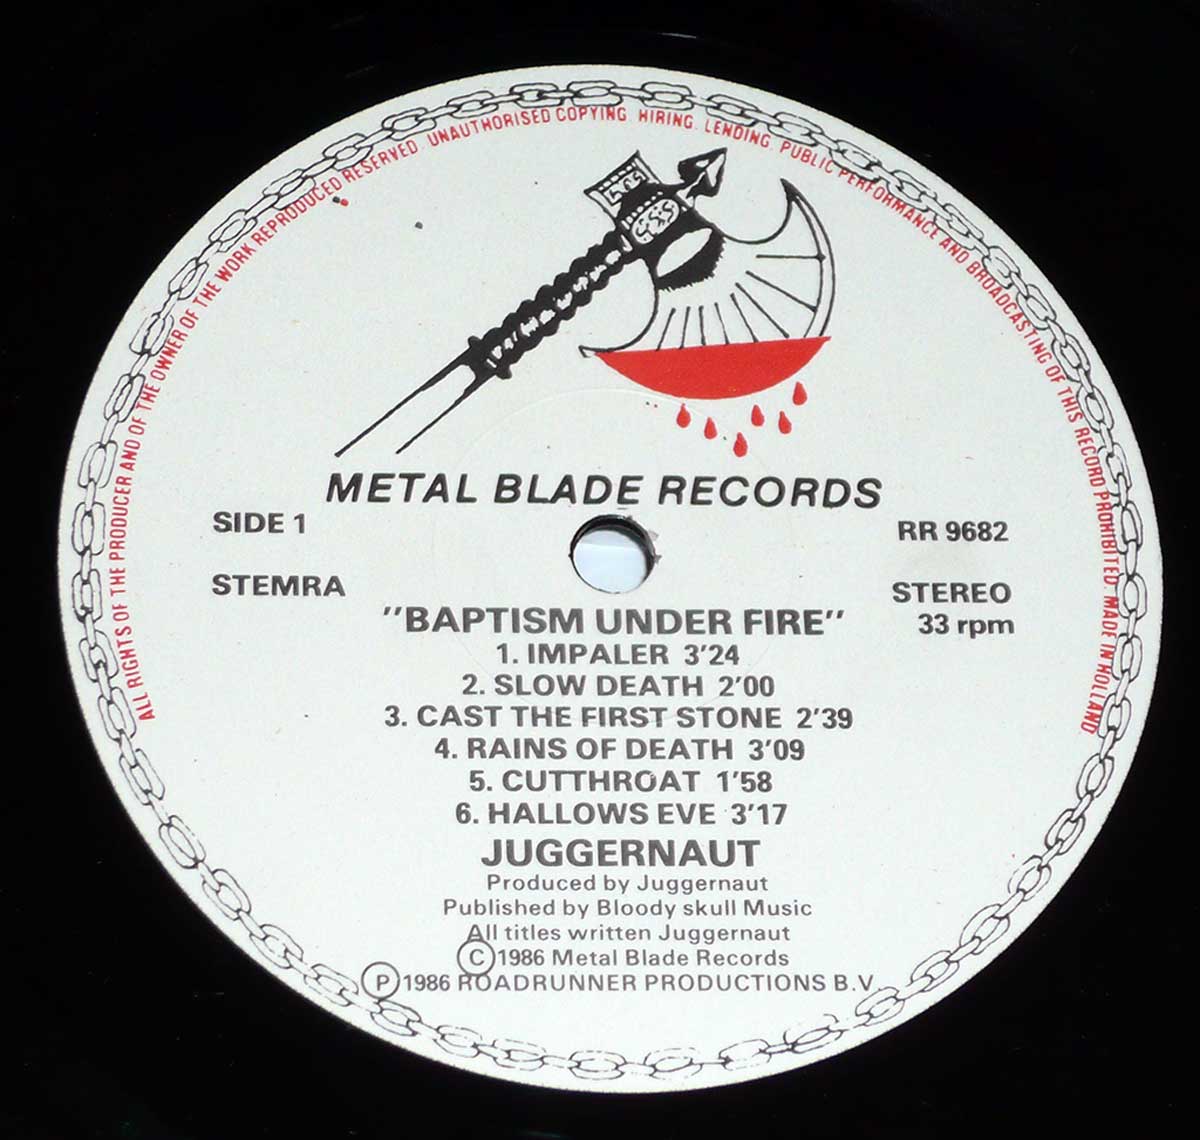 ALL RIGHTS OF THE PRODUCER AND OF THE OWNER OF THE WORK REPRODUCED RESERVED. UNAUTHORISED COPYING. HIRING. LENDING. PUBLIC PERFORMANCE AND BROADCASTING OF THIS RECORD PROHIBITED. MADE IN HOLLAND
METAL BLADE RECORDS
SIDE 1
RR 9682
STEMRA
STEREO
33 rpm
"BAPTISM UNDER FIRE"
1. IMPALER 3'24
2. SLOW DEATH 2'00
3. CAST THE FIRST STONE 2'39
4. RAINS OF DEATH 3'09
5. CUTTHROAT 1'58
6. HALLOWS EVE 3'17
JUGGERNAUT
Produced by Juggernaut
Published by Bloody skull Music
All titles written Juggernaut
Ⓒ1986 Metal Blade Records
Ⓟ1986 ROADRUNNER PRODUCTIONS B.V.